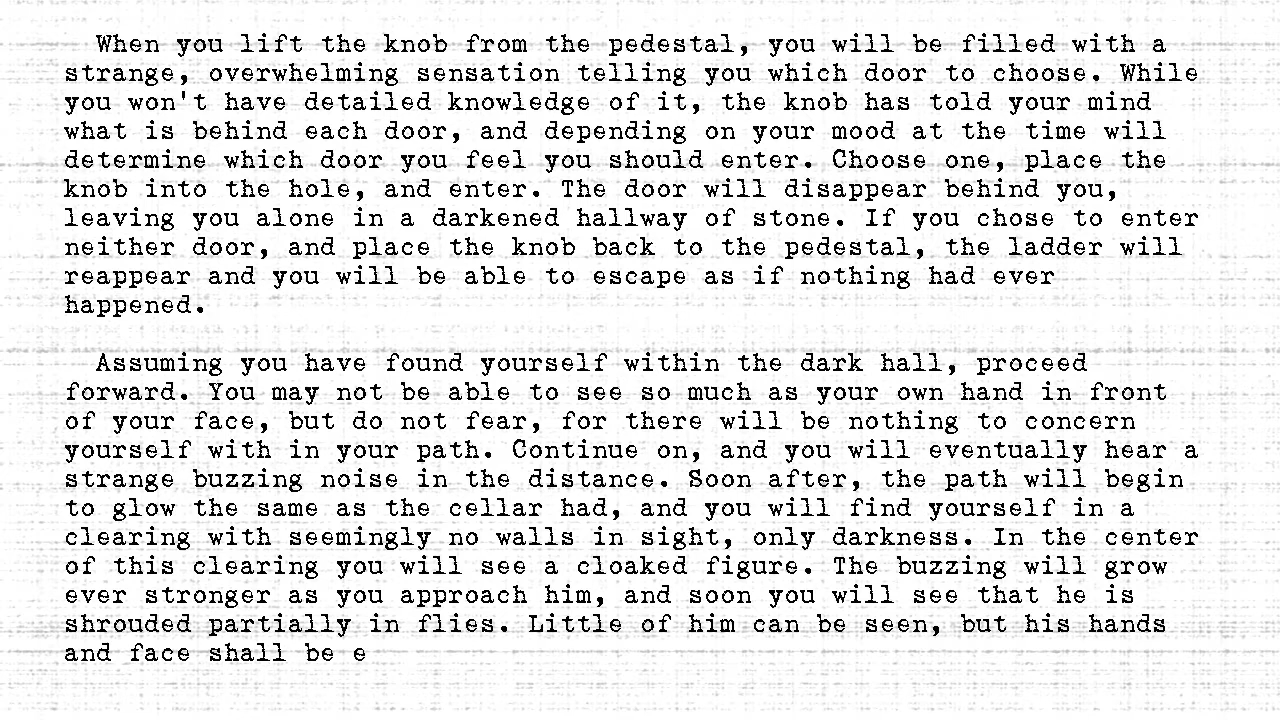 When you lift the knob from the pedestal, you will be filled with a
strange, overwhelming sensation telling you which door to choose. While
you won't have detailed knowledge of it, the knob has told your mind
what is behind each door, and depending on your mood at the time will
determine which door you feel you should enter. Choose one, place the
knob into the hole, and enter. The door will disappear behind you,
leaving you alone in a darkened hallway of stone. If you chose to enter
neither door, and place the knob back to the pedestal, the ladder will
reappear and you will be able to escape as if nothing had ever
happened.

Assuming you have found yourself within the dark hall, proceed
forward. You may not be able to see so much as your own hand in front
of your face, but do not fear, for there will be nothing to concern
yourself with in your path. Continue on, and you will eventually hear a
strange buzzing noise in the distance. Soon after, the path will begin
to glow the same as the cellar had, and you will find yourself in a
clearing with seemingly no walls in sight, only darkness. In the center
of this clearing you will see a cloaked figure. The buzzing will grow
ever stronger as you approach him, and soon you will see that he is
shrouded partially in flies. Little of him can be seen, but his hands
and face shall be e